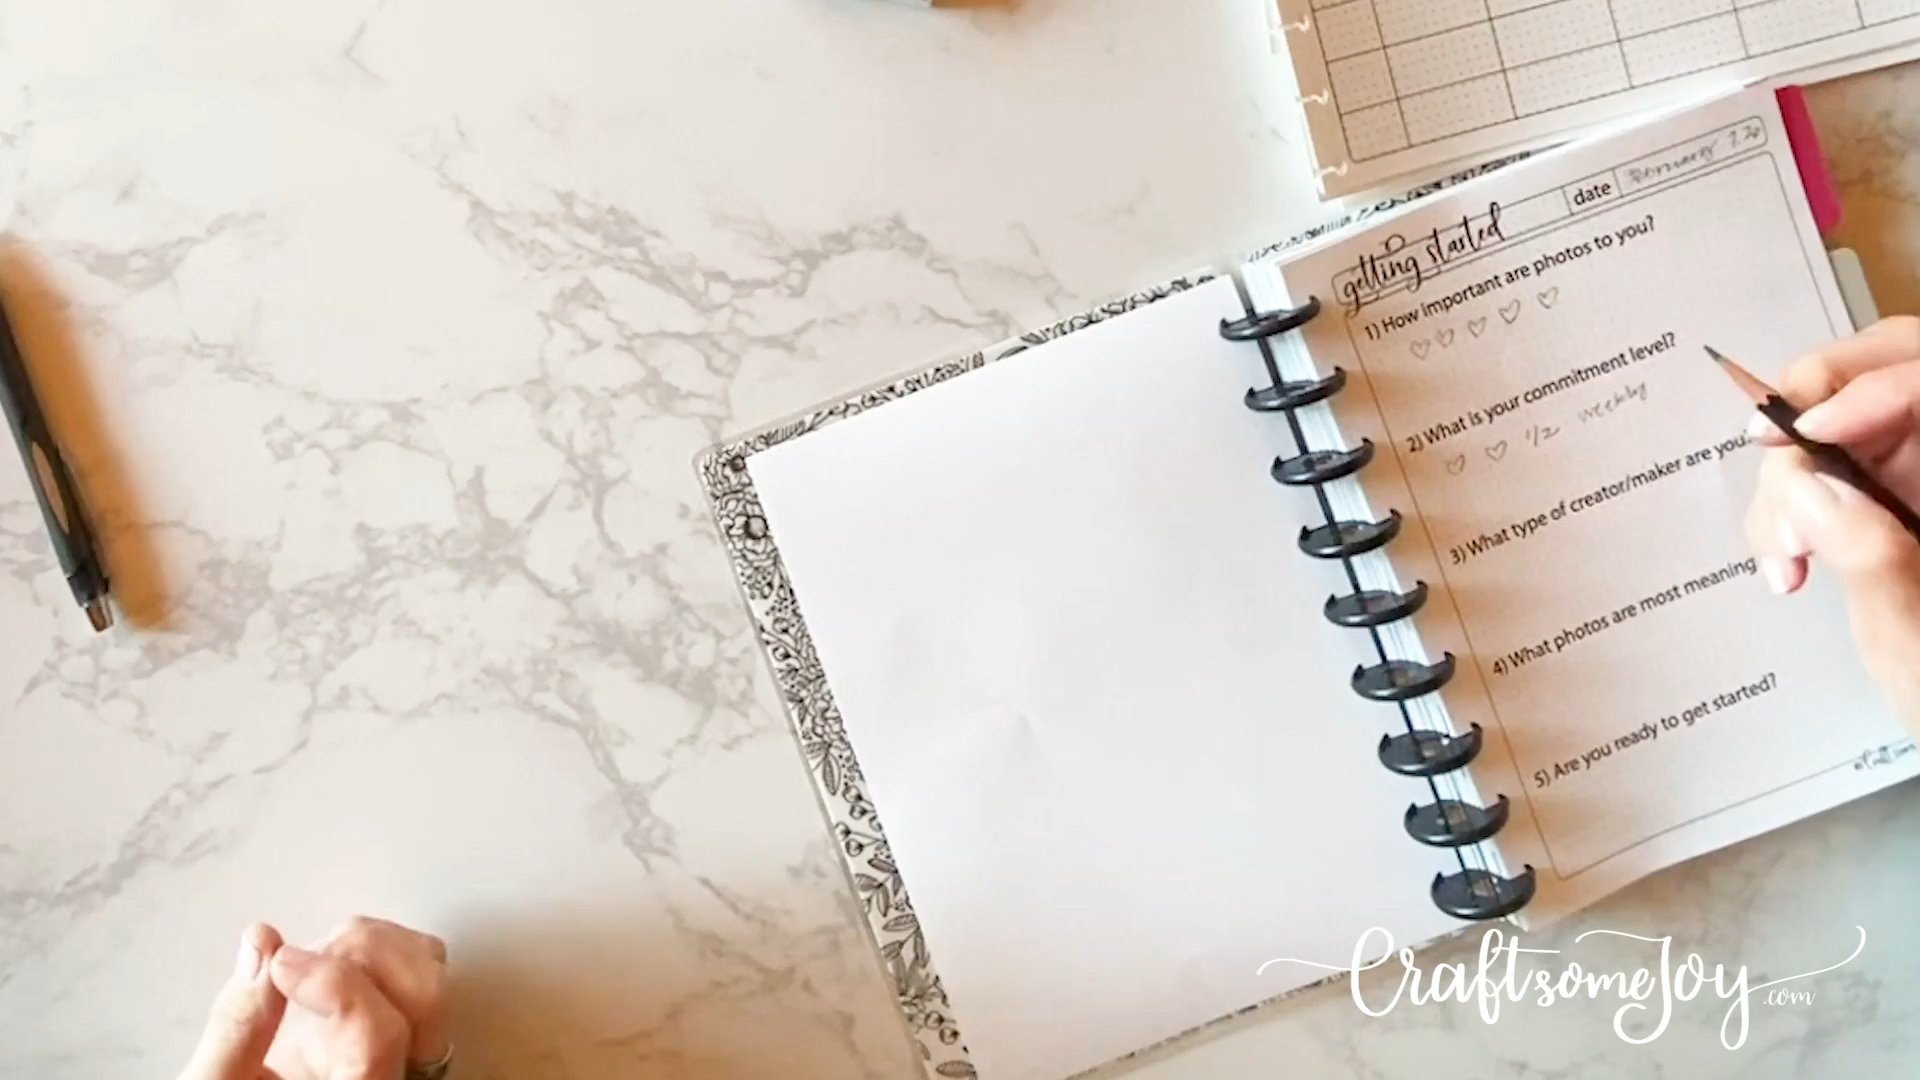 getting started
date
February 7.20
1) How important are photos to you?
2) What is your commitment level?
1/2 weekly
3) What type of creator/maker are you?
4) What photos are most meaning
5) Are you ready to get started?
CraftsomeJoy.com